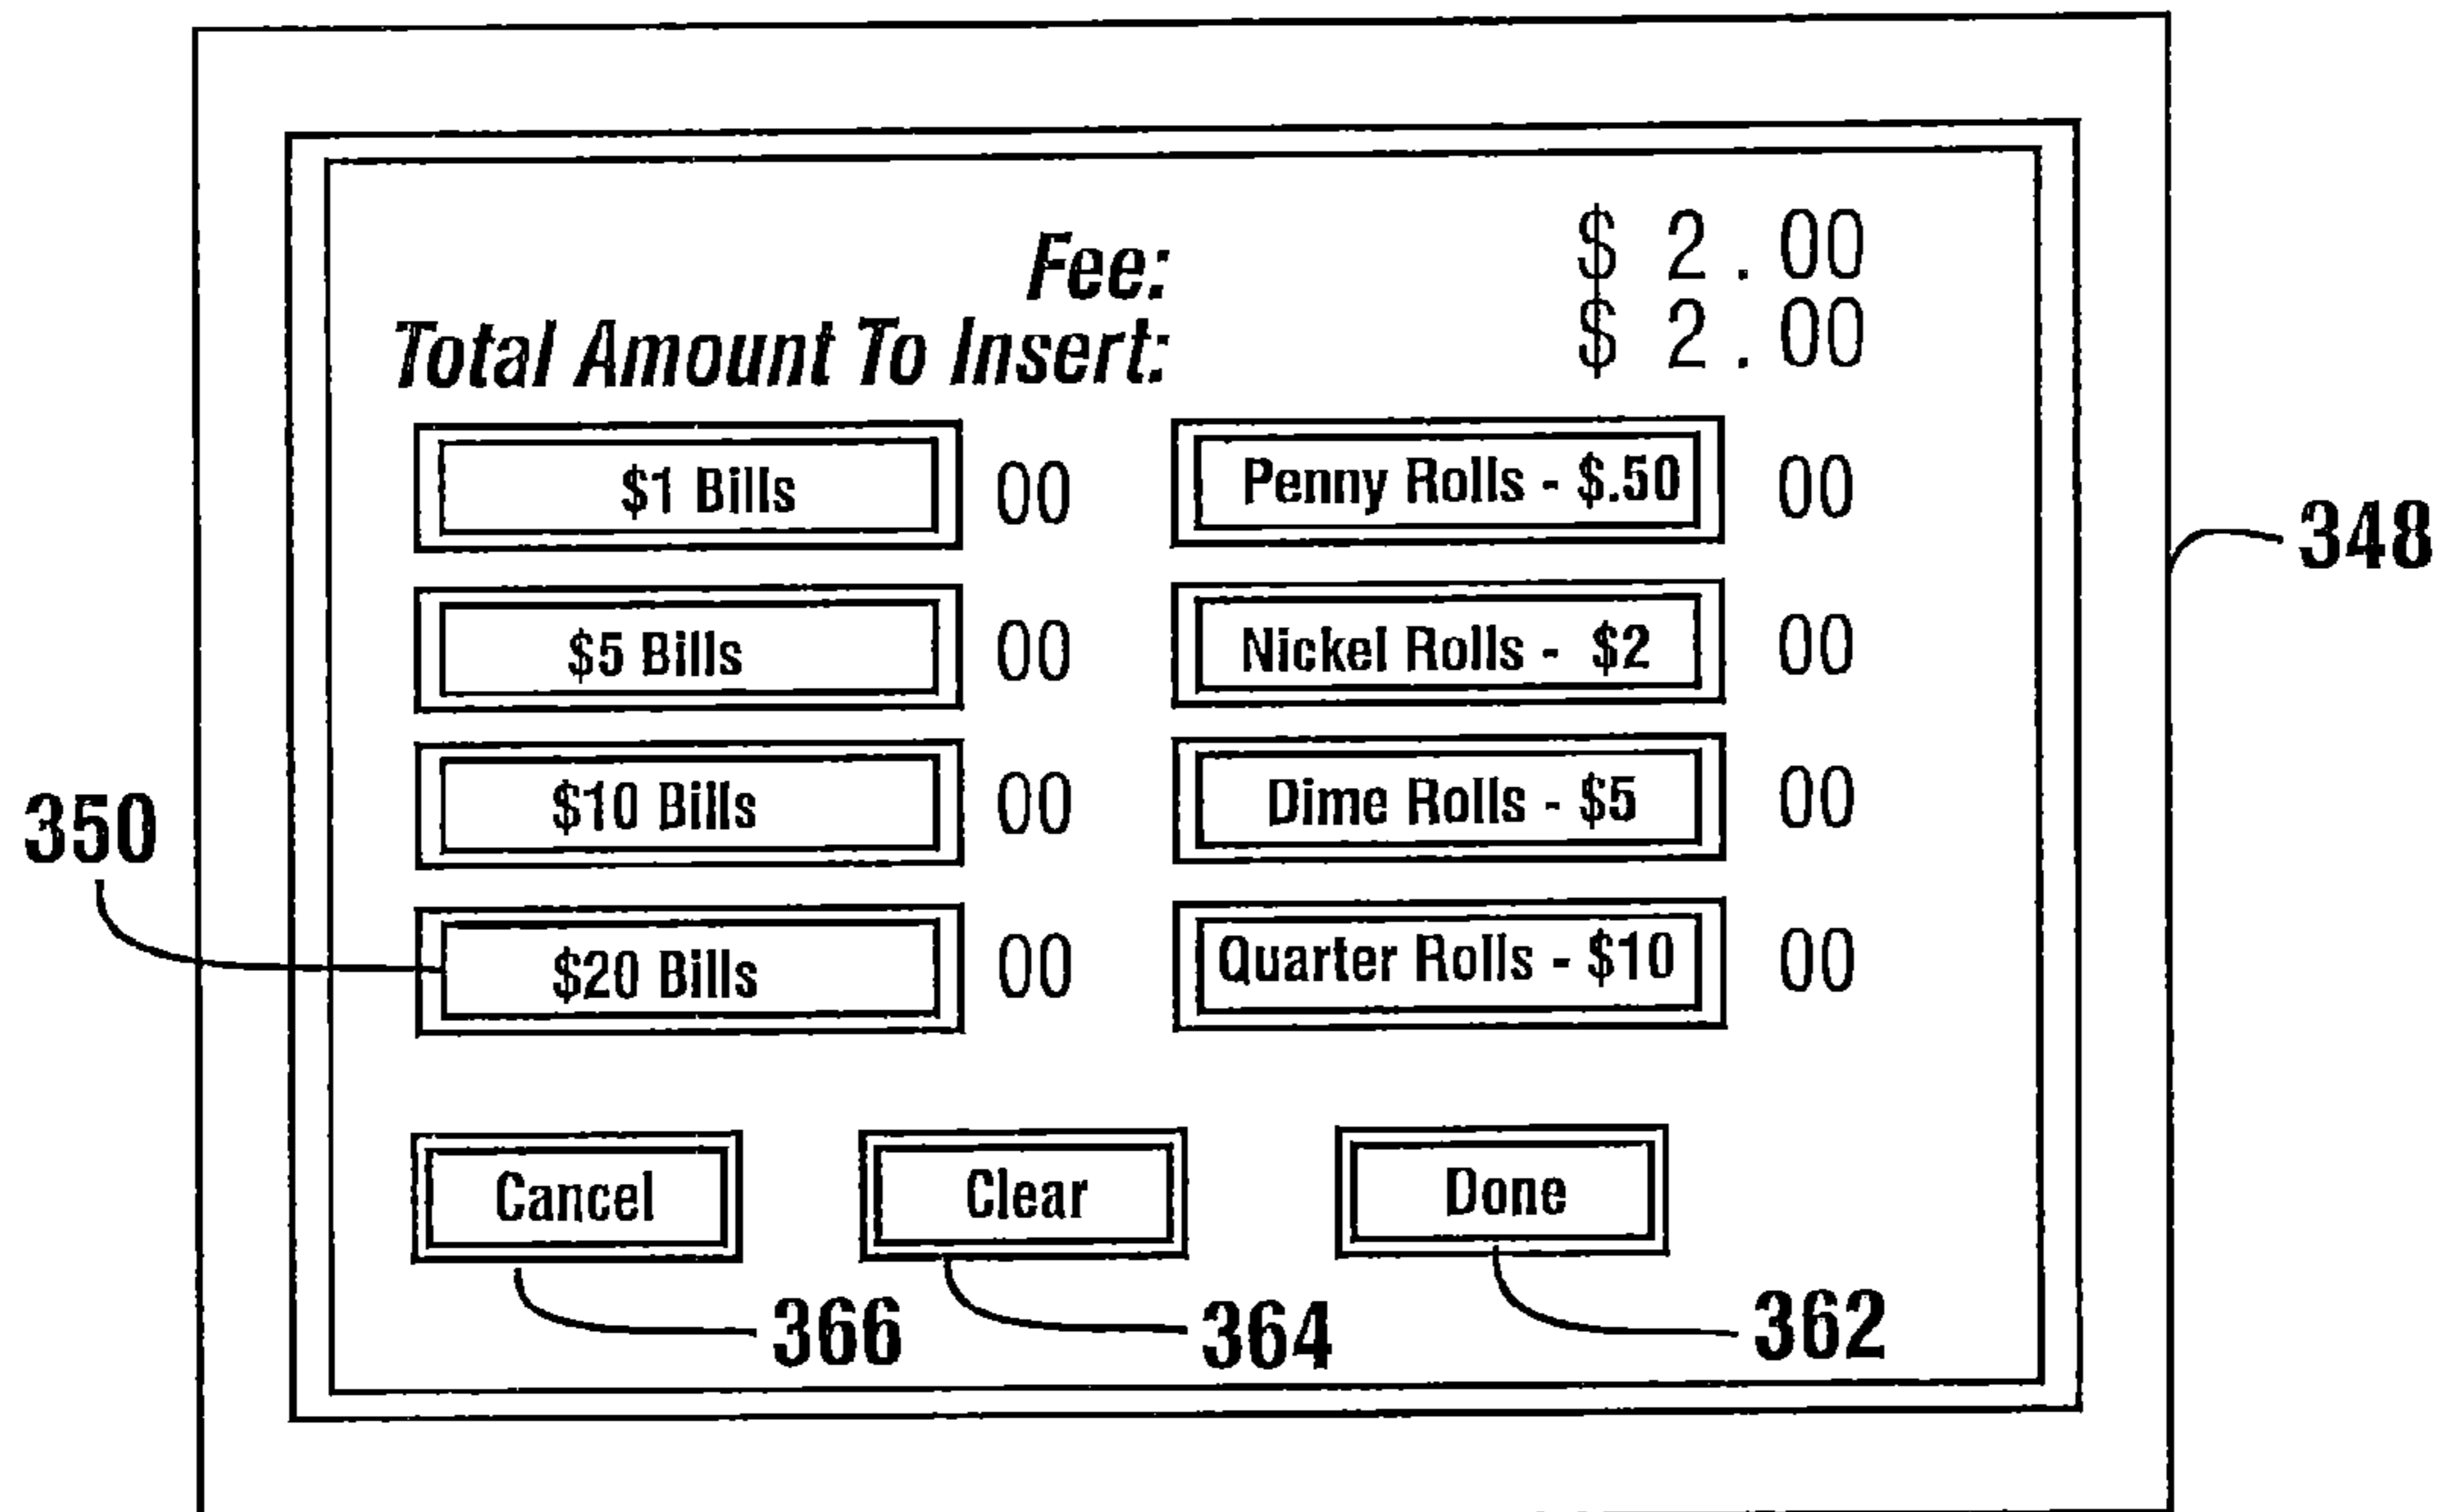 Fee: $ 2.00
Total Amount To Insert: $ 2.00
$1 Bills 00 Penny Rolls - $.50 00
348
$5 Bills 00 Nickel Rolls - $2 00
$10 Bills 00 Dime Rolls - $5 00
350
$20 Bills 00 Quarter Rolls - $10 00
Cancel Clear Done
366 364 362